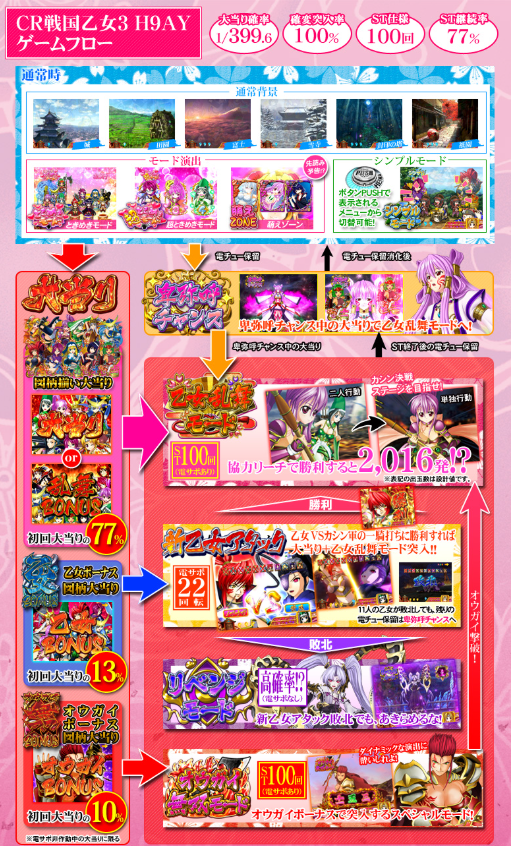 CR戦国乙女3 H9AY
ゲームフロー
大当り確率
1/399.6
確変突入率
100%
ST仕様
100回
ST継続率
77%
通常時
通常背景
城
田園
富士
雪寺
祇園
モード演出
先読み予告!?
ときめきモード
超ときめきモード
萌えZONE
萌えゾーン
シンプルモード
PUSH
ボタンPUSHで
表示される
メニューから
切替可能!
電チュー保留
電チュー保留消化後
赤当り
図柄揃い大当り
or
乱舞BONUS
初回大当りの77%
卑弥呼
チャンス
卑弥呼チャンス中の大当りで乙女乱舞モードへ!
卑弥呼チャンス中の大当り
ST終了後の電チュー保留
乙女乱舞
モード
ST100回
(電サポあり)
二人行動
カシン決戦
ステージを目指せ!
単独行動
協力リーチで勝利すると2,016発!?
※表記の出玉数は設計値です。
勝利
新乙女アタック
電サポ
22
回転
乙女VSカシン軍の一騎打ちに勝利すれば
大当り+乙女乱舞モード突入!!
11人の乙女が敗北しても、残りの
電チュー保留は卑弥呼チャンスへ
オウガイ撃破!
乙女ボーナス
図柄大当り
乙女BONUS
初回大当りの13%
敗北
リベンジ
モード
高確率!?
(電サポなし)
新乙女アタック敗北でも、あきらめるな!
オウガイ
ボーナス
図柄大当り
オウガイBONUS
初回大当りの10%
※電サポ非作動中の大当りに限る
オウガイ
無双モード
ST100回
(電サポあり)
ダイナミックな演出に
酔いしれよ!
オウガイボーナスで突入するスペシャルモード!